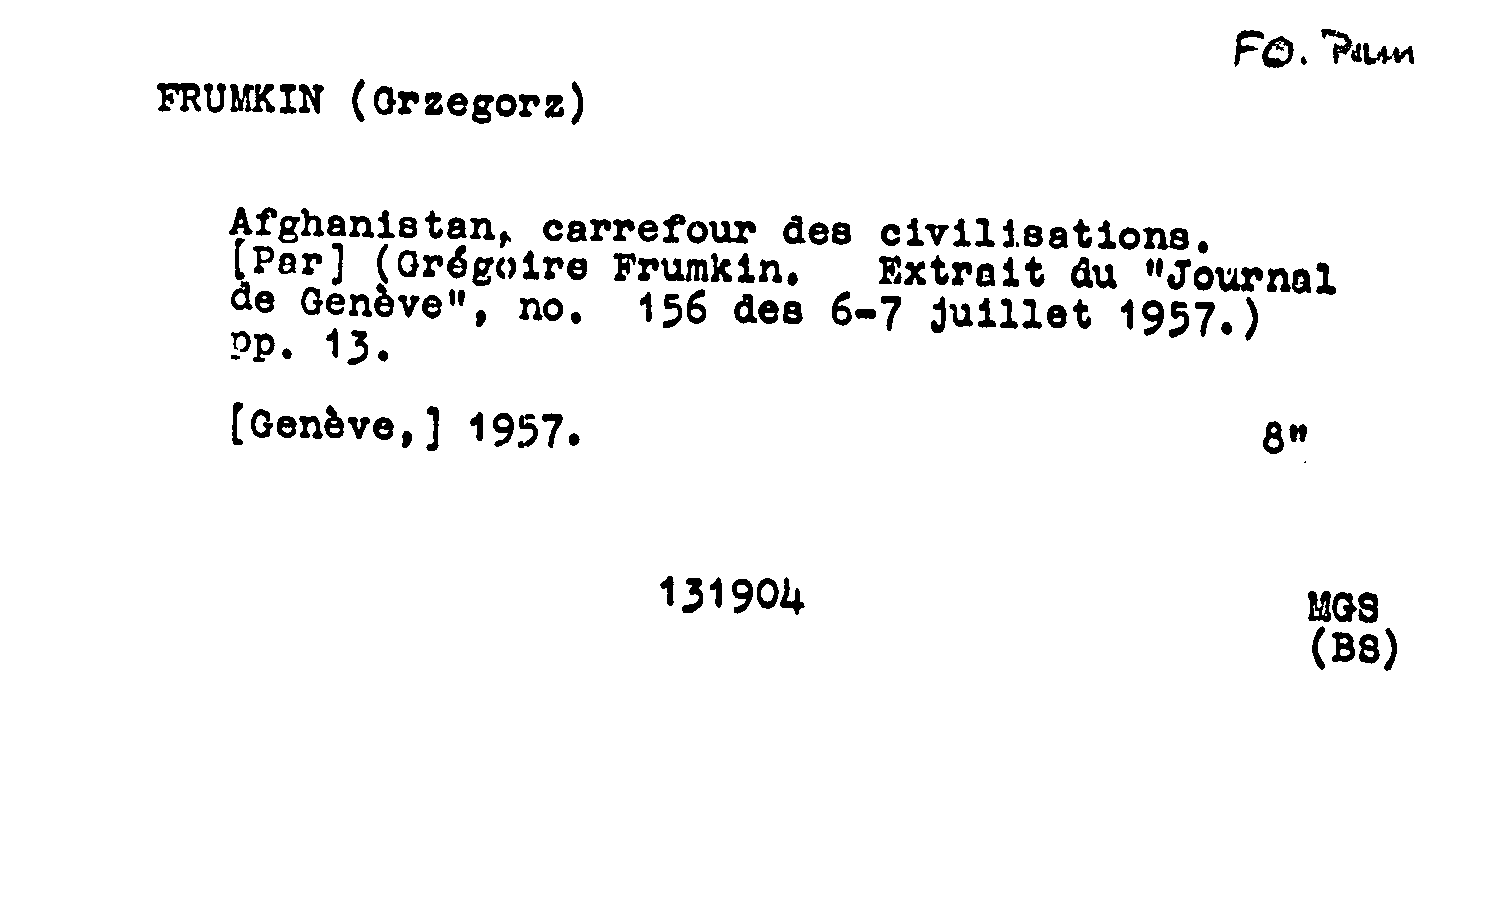 FO. Pam
FRUMKIN (Grzegorz)
Afghanistan, carrefour des civilisations.
[Par] (Grégoire Frumkin. Extrait du "Journal
de Genève", no. 156 des 6-7 juillet 1957.)
pp. 13.
[Genève,] 1957. 8"
131904
MGS
(BS)